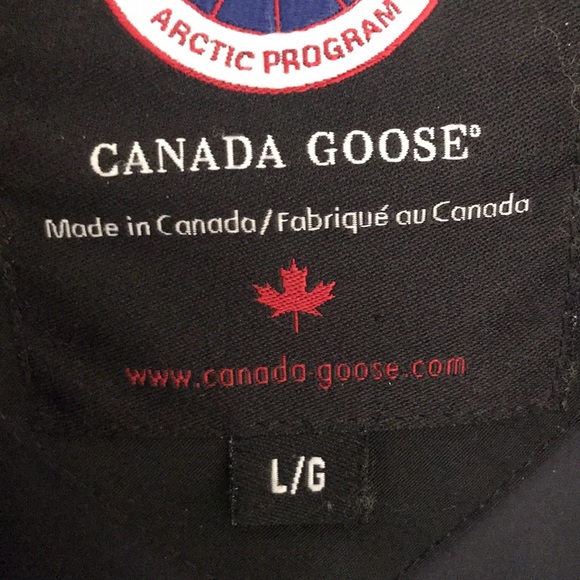 ARCTIC PROGRAM
CANADA GOOSE®
Made in Canada/Fabriqué au Canada
www.canada-goose.com
L/G